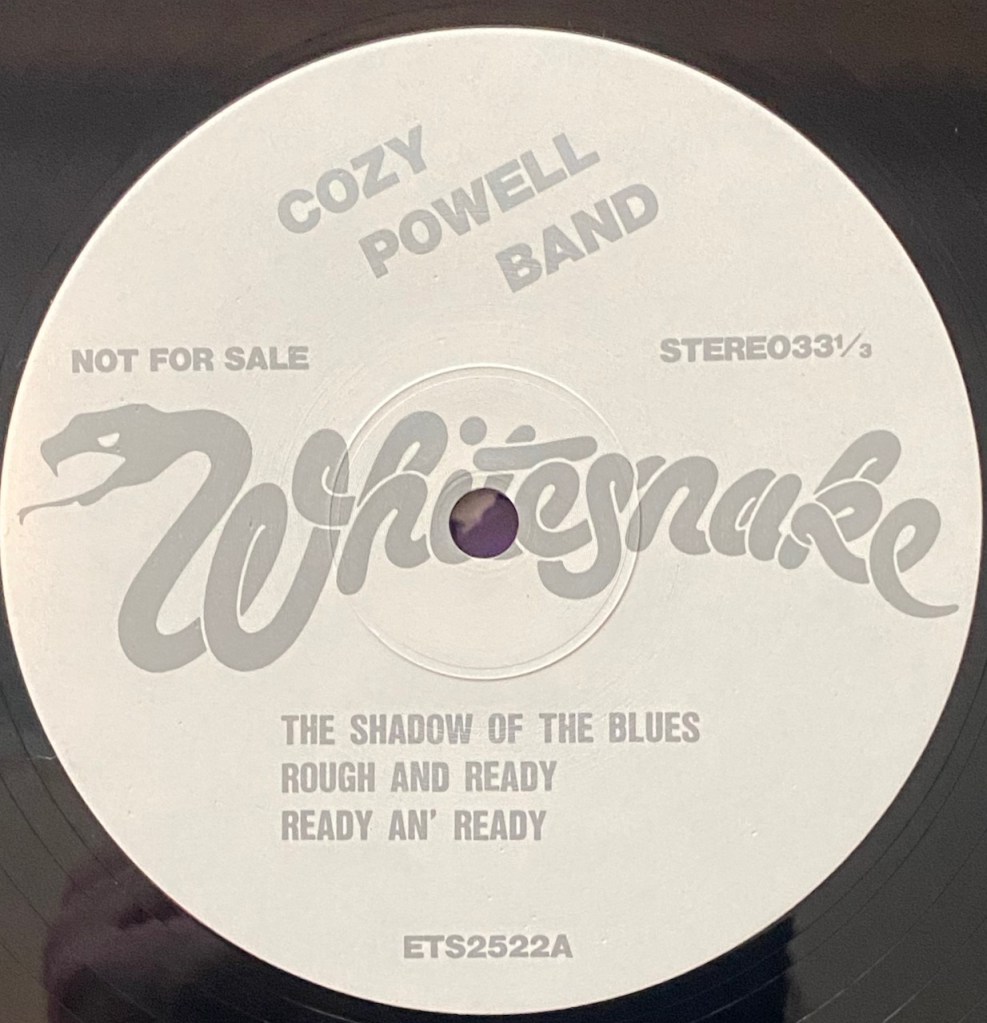 COZY
POWELL
BAND
NOT FOR SALE
STEREO33⅓
Whitesnake
THE SHADOW OF THE BLUES
ROUGH AND READY
READY AN' READY
ETS2522A